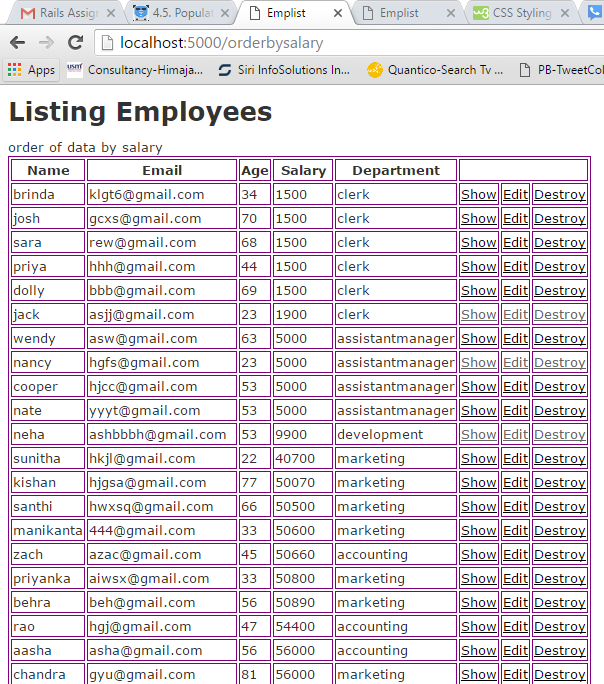 Rails Assig
4.5. Populat
Emplist
Emplist
CSS Styling
localhost:5000/orderbysalary
Apps
Consultancy-Himaja...
Siri InfoSolutions In...
Quantico-Search Tv ...
PB-TweetCol
Listing Employees
order of data by salary
Name Email Age Salary Department
brinda klgt6@gmail.com 34 1500 clerk Show Edit Destroy
josh gcxs@gmail.com 70 1500 clerk Show Edit Destroy
sara rew@gmail.com 68 1500 clerk Show Edit Destroy
priya hhh@gmail.com 44 1500 clerk Show Edit Destroy
dolly bbb@gmail.com 69 1500 clerk Show Edit Destroy
jack asjj@gmail.com 23 1900 clerk Show Edit Destroy
wendy asw@gmail.com 63 5000 assistantmanager Show Edit Destroy
nancy hgfs@gmail.com 23 5000 assistantmanager Show Edit Destroy
cooper hjcc@gmail.com 53 5000 assistantmanager Show Edit Destroy
nate yyyt@gmail.com 53 5000 assistantmanager Show Edit Destroy
neha ashbbbh@gmail.com 53 9900 development Show Edit Destroy
sunitha hkjl@gmail.com 22 40700 marketing Show Edit Destroy
kishan hjgsa@gmail.com 77 50070 marketing Show Edit Destroy
santhi hwxsq@gmail.com 66 50500 marketing Show Edit Destroy
manikanta 444@gmail.com 33 50600 marketing Show Edit Destroy
zach azac@gmail.com 45 50660 accounting Show Edit Destroy
priyanka aiwsx@gmail.com 33 50800 marketing Show Edit Destroy
behra beh@gmail.com 56 50890 marketing Show Edit Destroy
rao hgj@gmail.com 47 54400 accounting Show Edit Destroy
aasha asha@gmail.com 56 56000 accounting Show Edit Destroy
chandra gyu@gmail.com 81 56000 marketing Show Edit Destroy